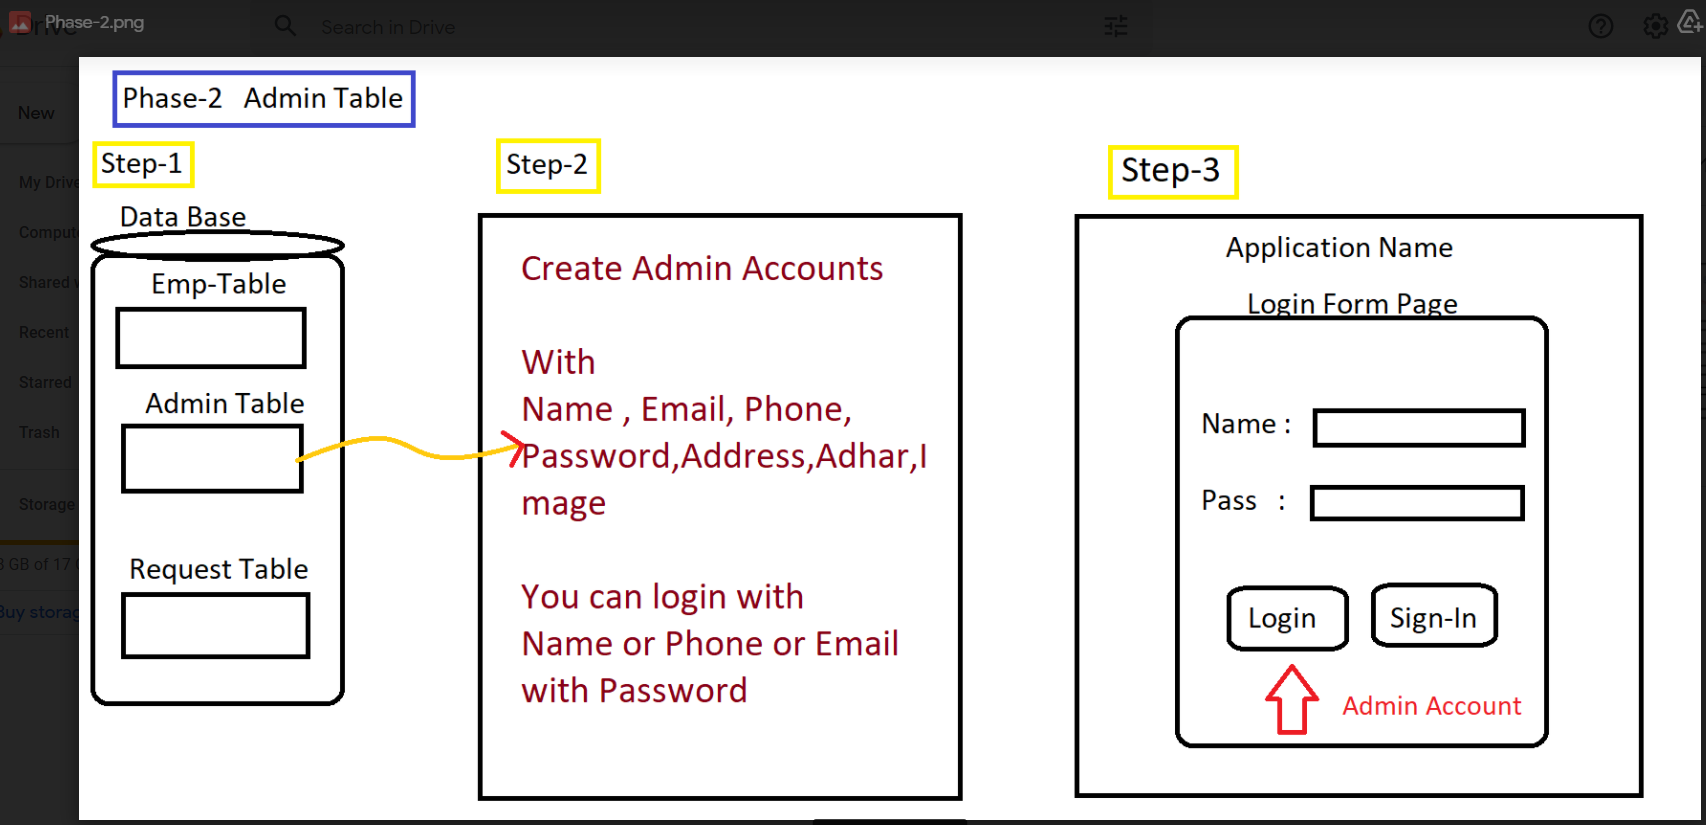 Phase-2.png
Drive
Search in Drive
New
My Drive
Comput
Shared w
Recent
Starred
Trash
Storage
GB of 17
Buy storag
Phase-2 Admin Table
Step-1
Data Base
Emp-Table
Admin Table
Request Table
Step-2
Create Admin Accounts
With
Name , Email, Phone,
Password,Address,Adhar,I
mage
You can login with
Name or Phone or Email
with Password
Step-3
Application Name
Login Form Page
Name :
Pass :
Login
Sign-In
Admin Account